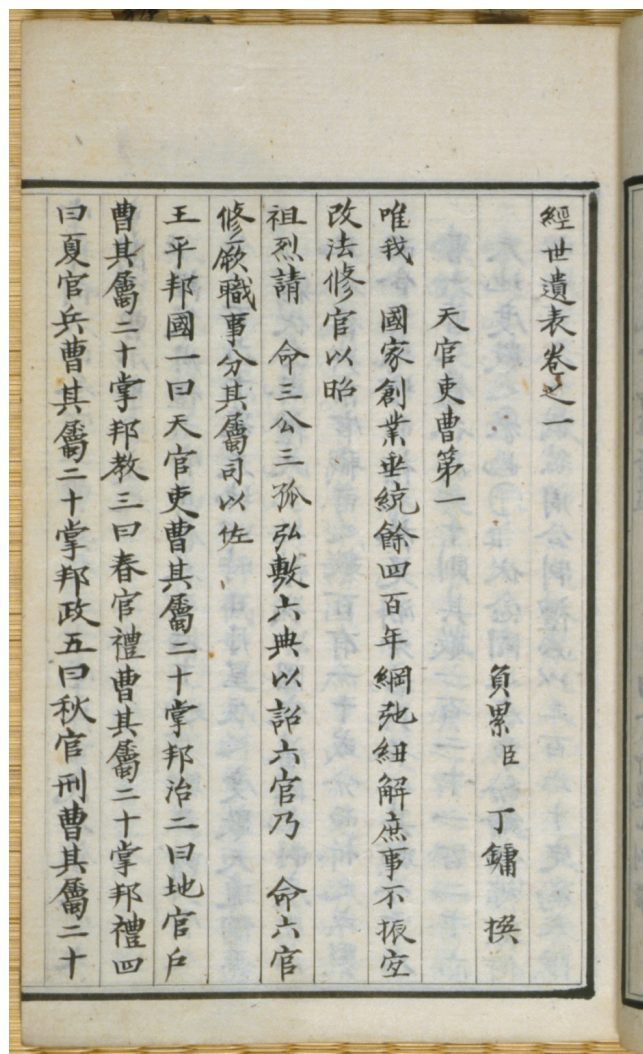 經世遺表卷之一
負累臣 丁鏞 撰
天官吏曹第一
唯我 國家創業垂統餘四百年綱弛紐解庶事不振宜
改法修官以昭
祖烈請 命三公三孤弘敷六典以詔六官乃 命六官
修厥職事分其屬司以佐
王平邦國一曰天官吏曹其屬二十掌邦治二曰地官戶
曹其屬二十掌邦教三曰春官禮曹其屬二十掌邦禮四
曰夏官兵曹其屬二十掌邦政五曰秋官刑曹其屬二十